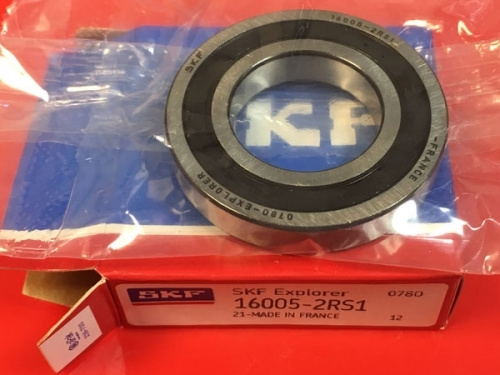 16005-2RS1
SKF
-FRANCE
0780-EXPLORER
SKF
SKF
SKF Explorer
0780
16005-2RS1
21-MADE IN FRANCE
12